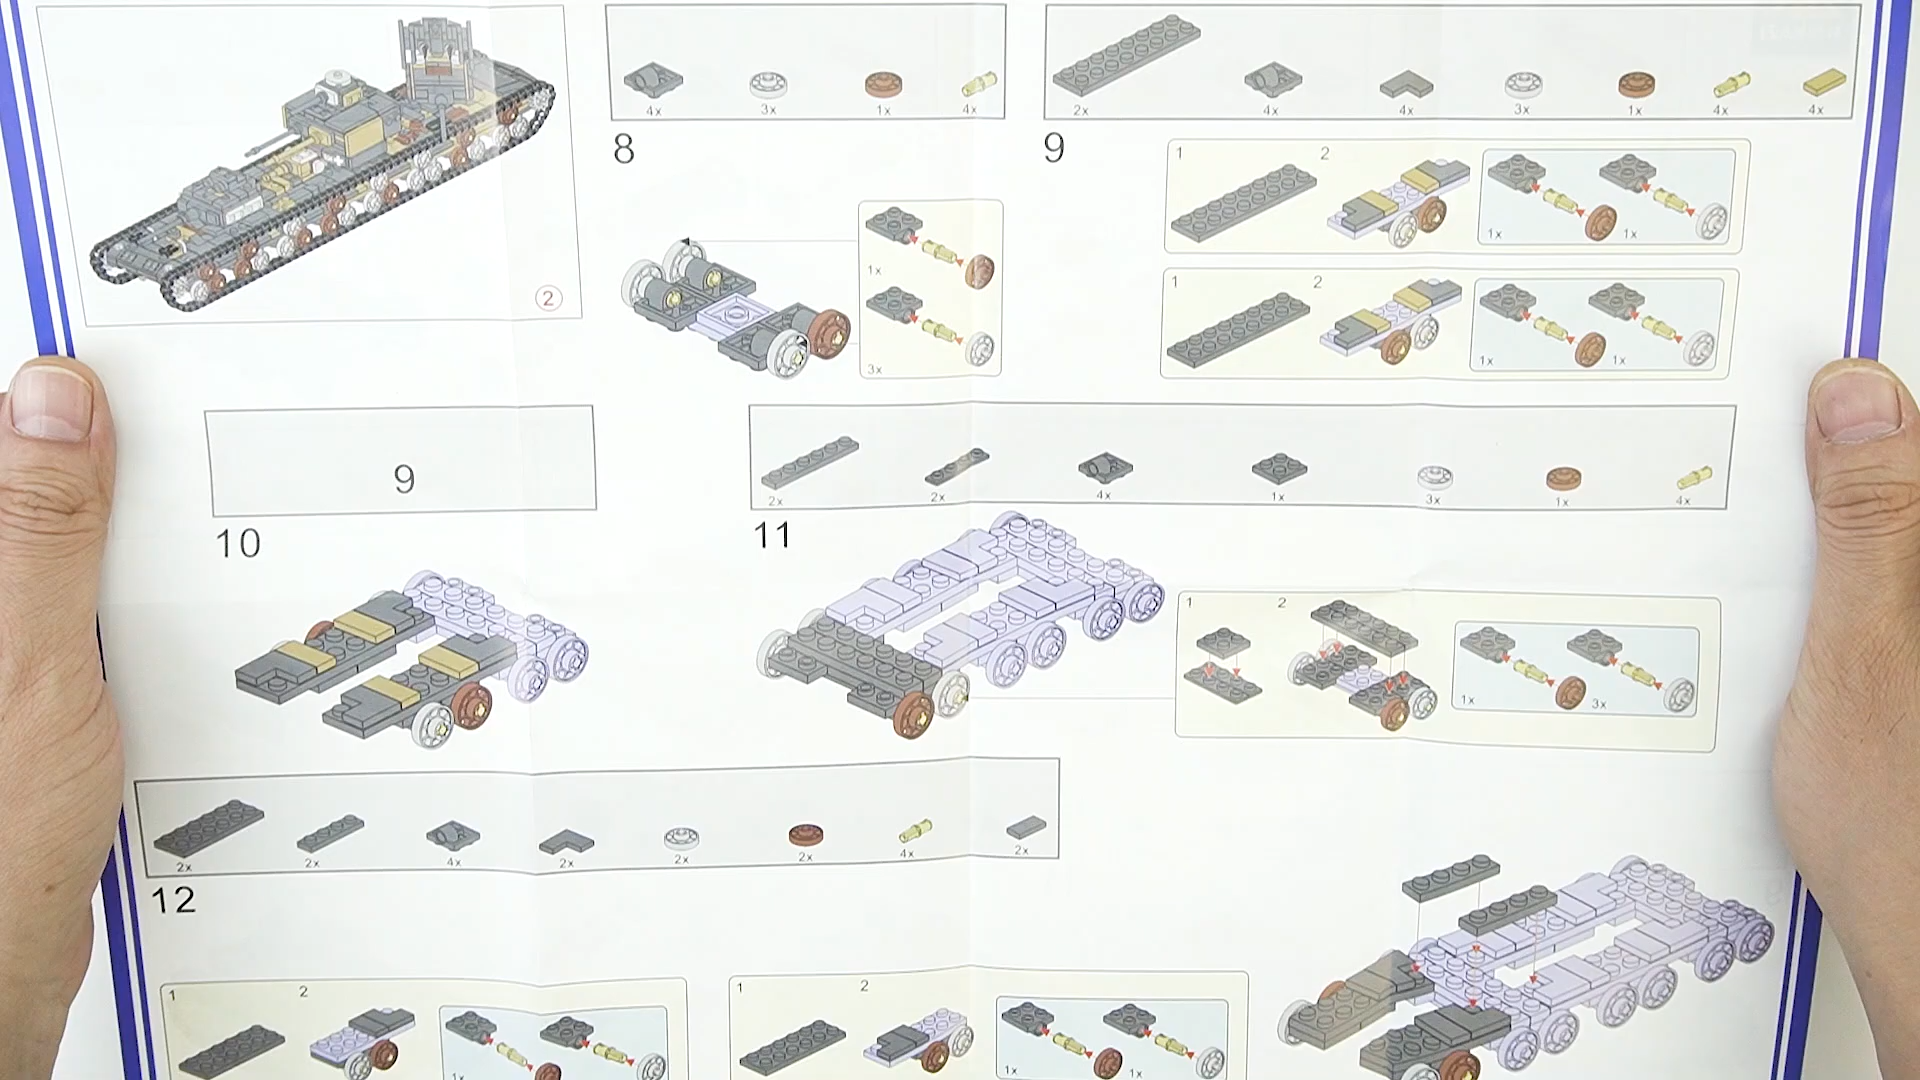 2
4x 3x 1x 4x
8
1x
3x
2x 4x 4x 3x 1x 4x 4x
9
1 2
1x 1x
1 2
1x 1x
9
10
2x 2x 4x 1x 3x 1x 4x
11
1 2
1x 3x
2x 2x 4x 2x 2x 2x 4x 2x
12
1 2
1x
1 2
1x 1x